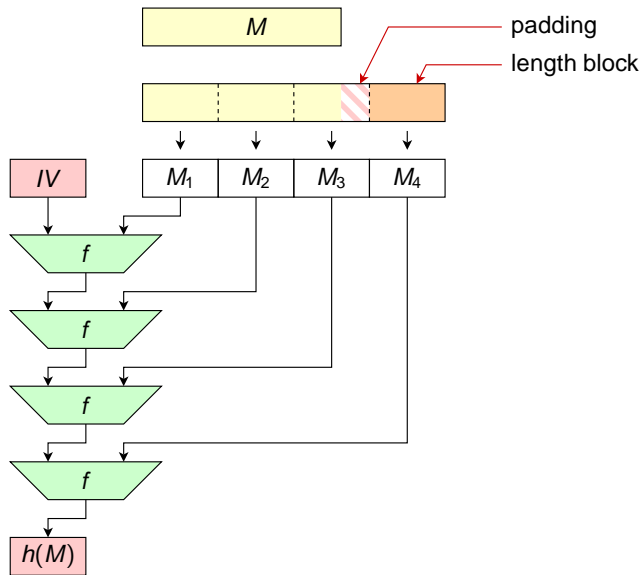 M
padding
length block
IV
M₁
M₂
M₃
M₄
f
f
f
f
h(M)